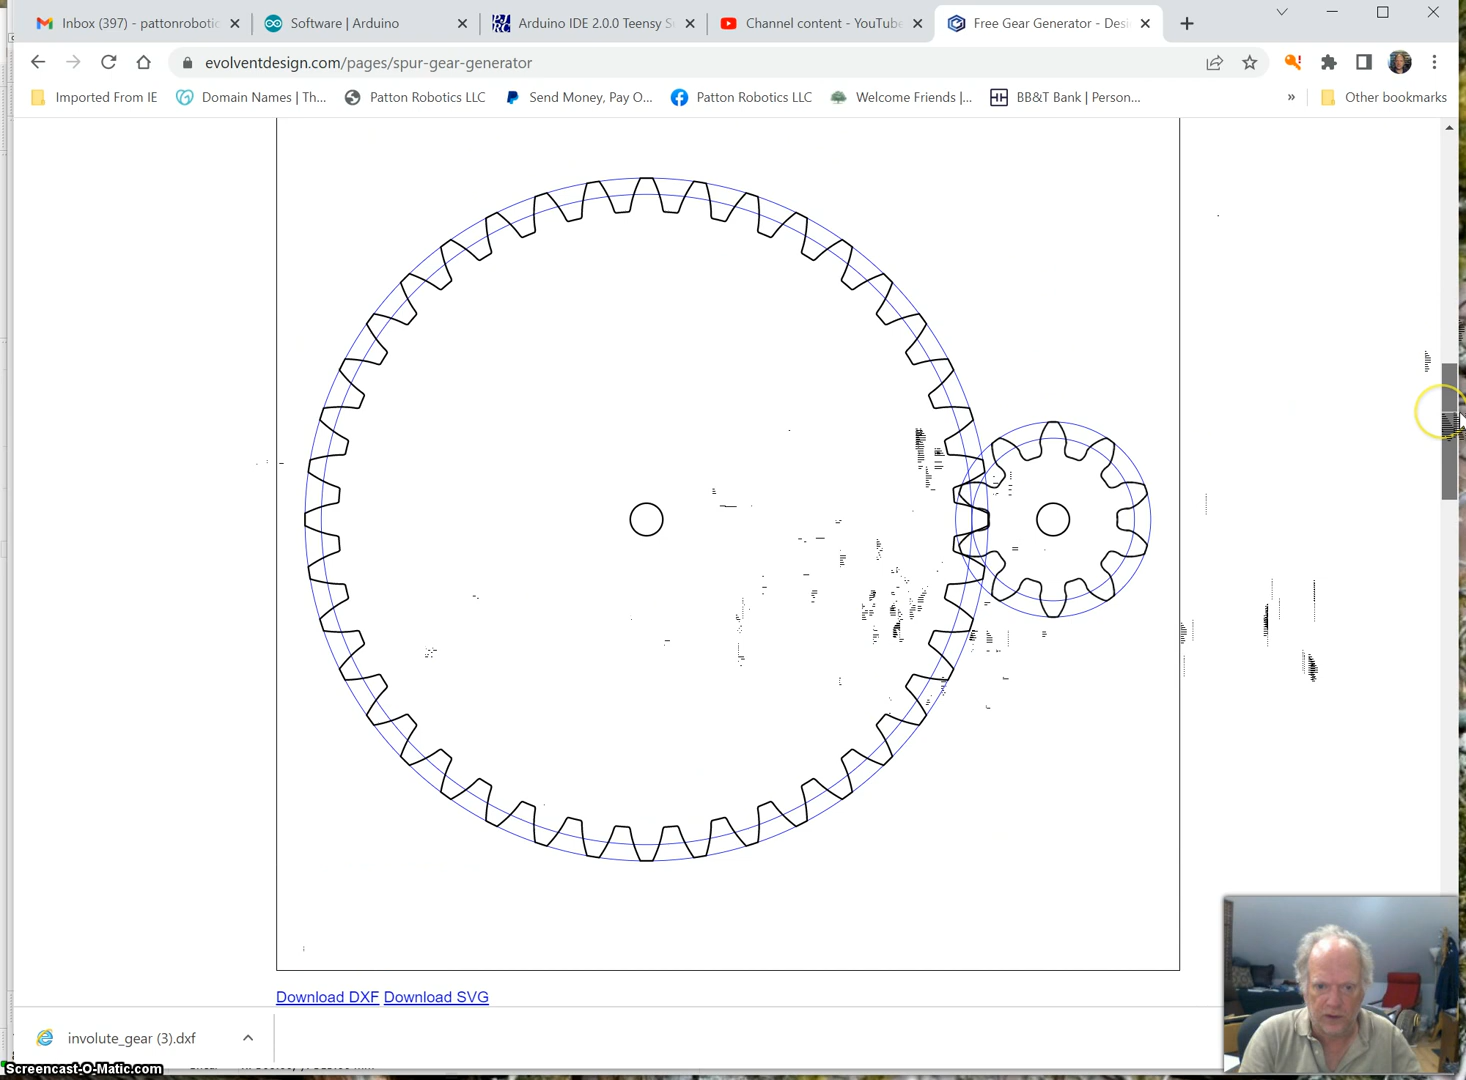 Inbox (397) - pattonrobotic
Software | Arduino
Arduino IDE 2.0.0 Teensy S
Channel content - YouTube
Free Gear Generator - Desi
evolventdesign.com/pages/spur-gear-generator
Imported From IE
Domain Names | Th...
Patton Robotics LLC
Send Money, Pay O...
Patton Robotics LLC
Welcome Friends |...
BB&T Bank | Person...
»
Other bookmarks
Download DXF Download SVG
involute_gear (3).dxf
Screencast-O-Matic.com